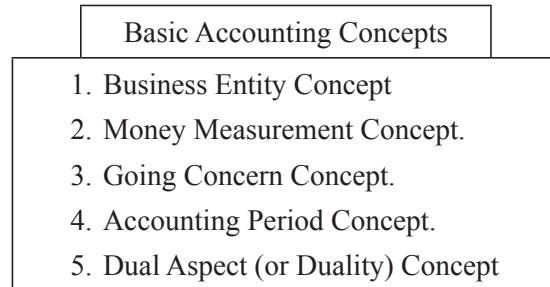 Basic Accounting Concepts
1. Business Entity Concept
2. Money Measurement Concept.
3. Going Concern Concept.
4. Accounting Period Concept.
5. Dual Aspect (or Duality) Concept